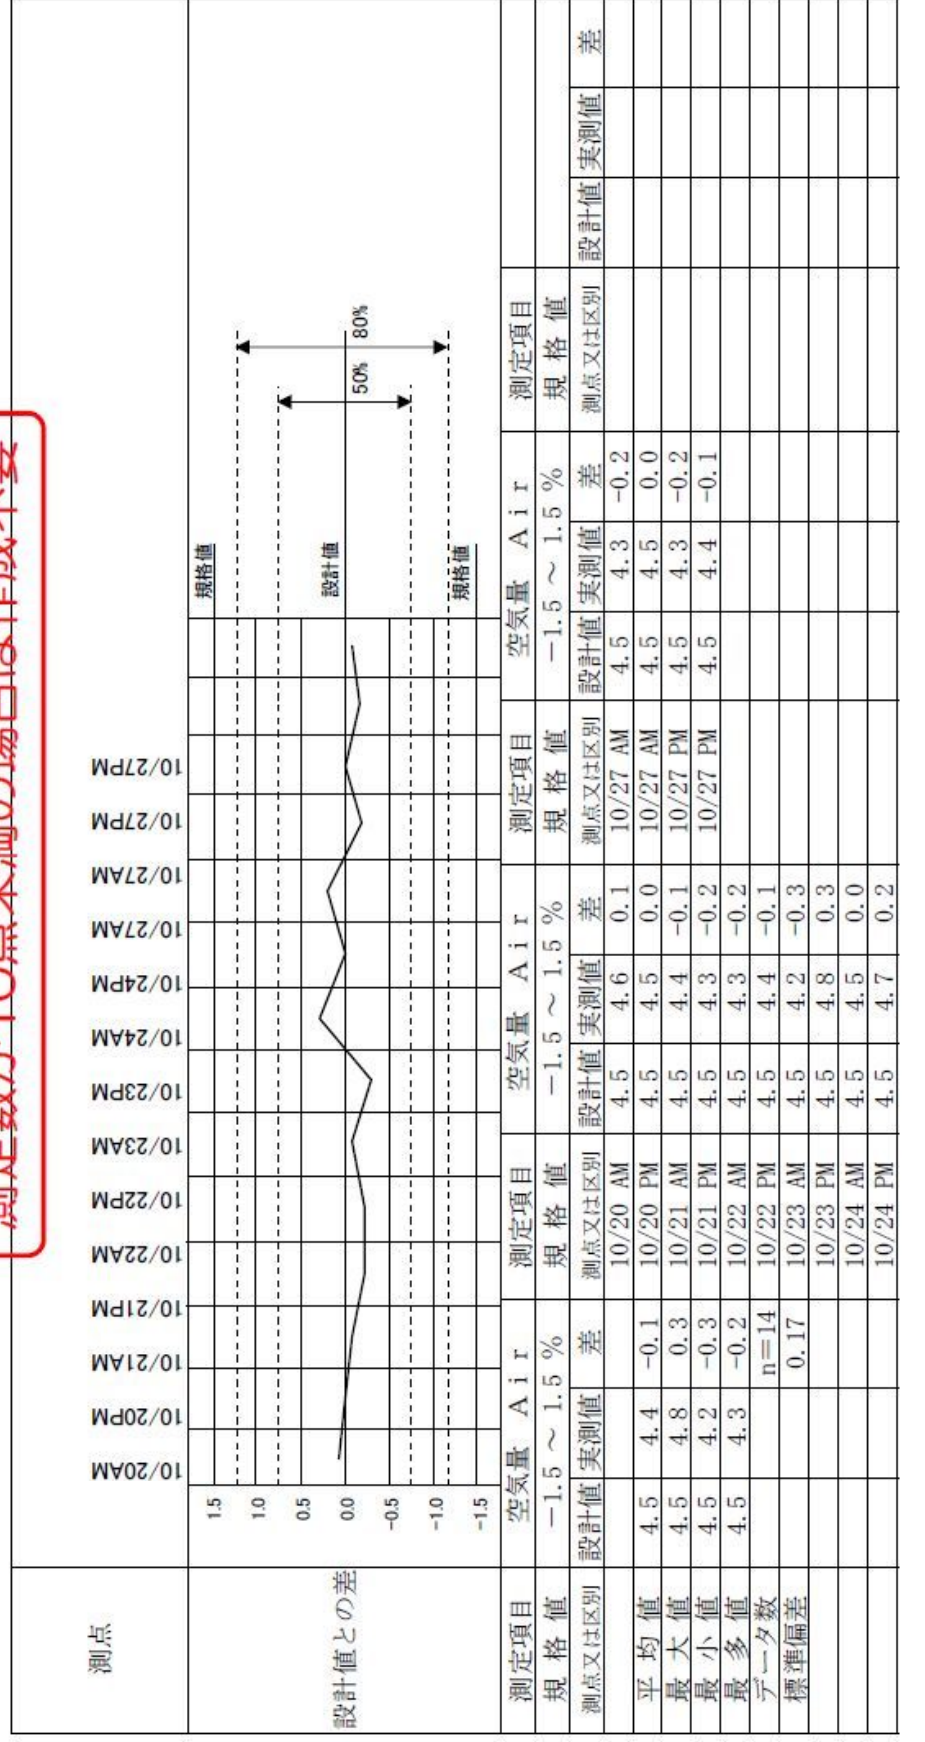 測定数が10点未満の場合は作成不要
測点
10/20AM 10/20PM 10/21AM 10/21PM 10/22AM 10/22PM 10/23AM 10/23PM 10/24AM 10/24PM 10/27AM 10/27AM 10/27PM 10/27PM
設計値との差
1.5 規格値
1.0
0.5
0.0 設計値 50% 80%
-0.5
-1.0
-1.5 規格値
測定項目 空気量 Air 測定項目 空気量 Air 測定項目 空気量 Air 測定項目
規格値 -1.5 ~ 1.5 % 規格値 -1.5 ~ 1.5 % 規格値 -1.5 ~ 1.5 % 規格値
測点又は区別 設計値 実測値 差 測点又は区別 設計値 実測値 差 測点又は区別 設計値 実測値 差 測点又は区別 設計値 実測値 差
10/20 AM 4.5 4.6 0.1 10/27 AM 4.5 4.3 -0.2
平均値 4.5 4.4 -0.1 10/20 PM 4.5 4.5 0.0 10/27 AM 4.5 4.5 0.0
最大値 4.5 4.8 0.3 10/21 AM 4.5 4.4 -0.1 10/27 PM 4.5 4.3 -0.2
最小値 4.5 4.2 -0.3 10/21 PM 4.5 4.3 -0.2 10/27 PM 4.5 4.4 -0.1
最多値 4.5 4.3 -0.2 10/22 AM 4.5 4.3 -0.2
データ数 n=14 10/22 PM 4.5 4.4 -0.1
標準偏差 0.17 10/23 AM 4.5 4.2 -0.3
10/23 PM 4.5 4.8 0.3
10/24 AM 4.5 4.5 0.0
10/24 PM 4.5 4.7 0.2